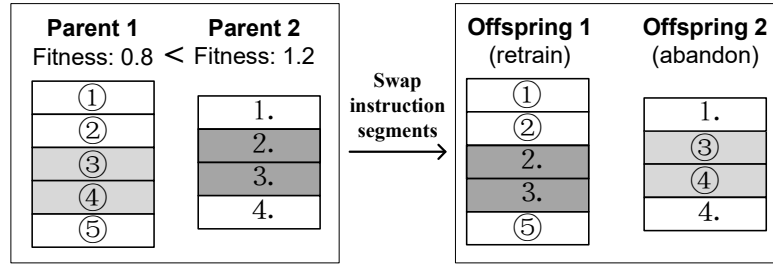 Parent 1
Fitness: 0.8
<
Parent 2
Fitness: 1.2
①
②
③
④
⑤
1.
2.
3.
4.
Swap
instruction
segments
Offspring 1
(retrain)
Offspring 2
(abandon)
①
②
2.
3.
⑤
1.
③
④
4.